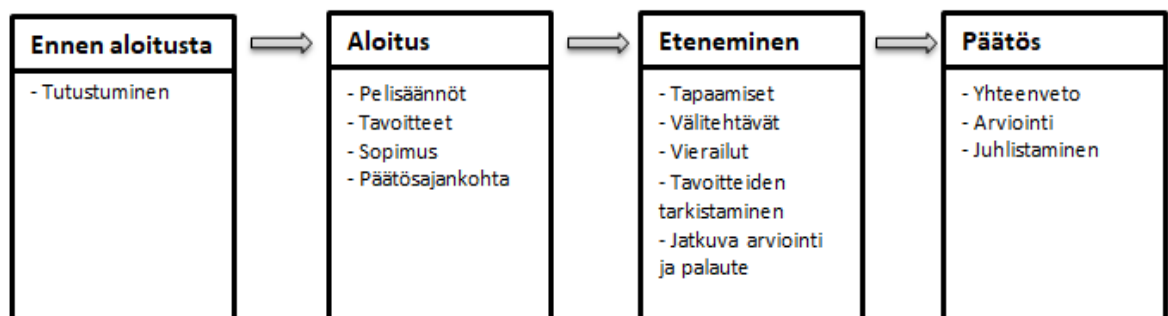 Ennen aloitusta
- Tutustuminen
Aloitus
- Pelisäännöt
- Tavoitteet
- Sopimus
- Päätösajankohta
Eteneminen
- Tapaamiset
- Välitehtävät
- Vierailut
- Tavoitteiden
tarkistaminen
- Jatkuva arviointi
ja palaute
Päätös
- Yhteenveto
- Arviointi
- Juhlistaminen